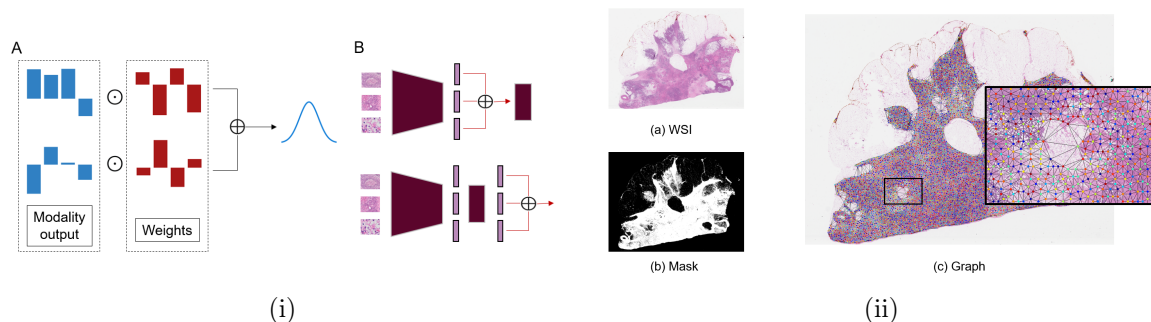 A
Modality
output
Weights
B
(i)
(a) WSI
(b) Mask
(c) Graph
(ii)